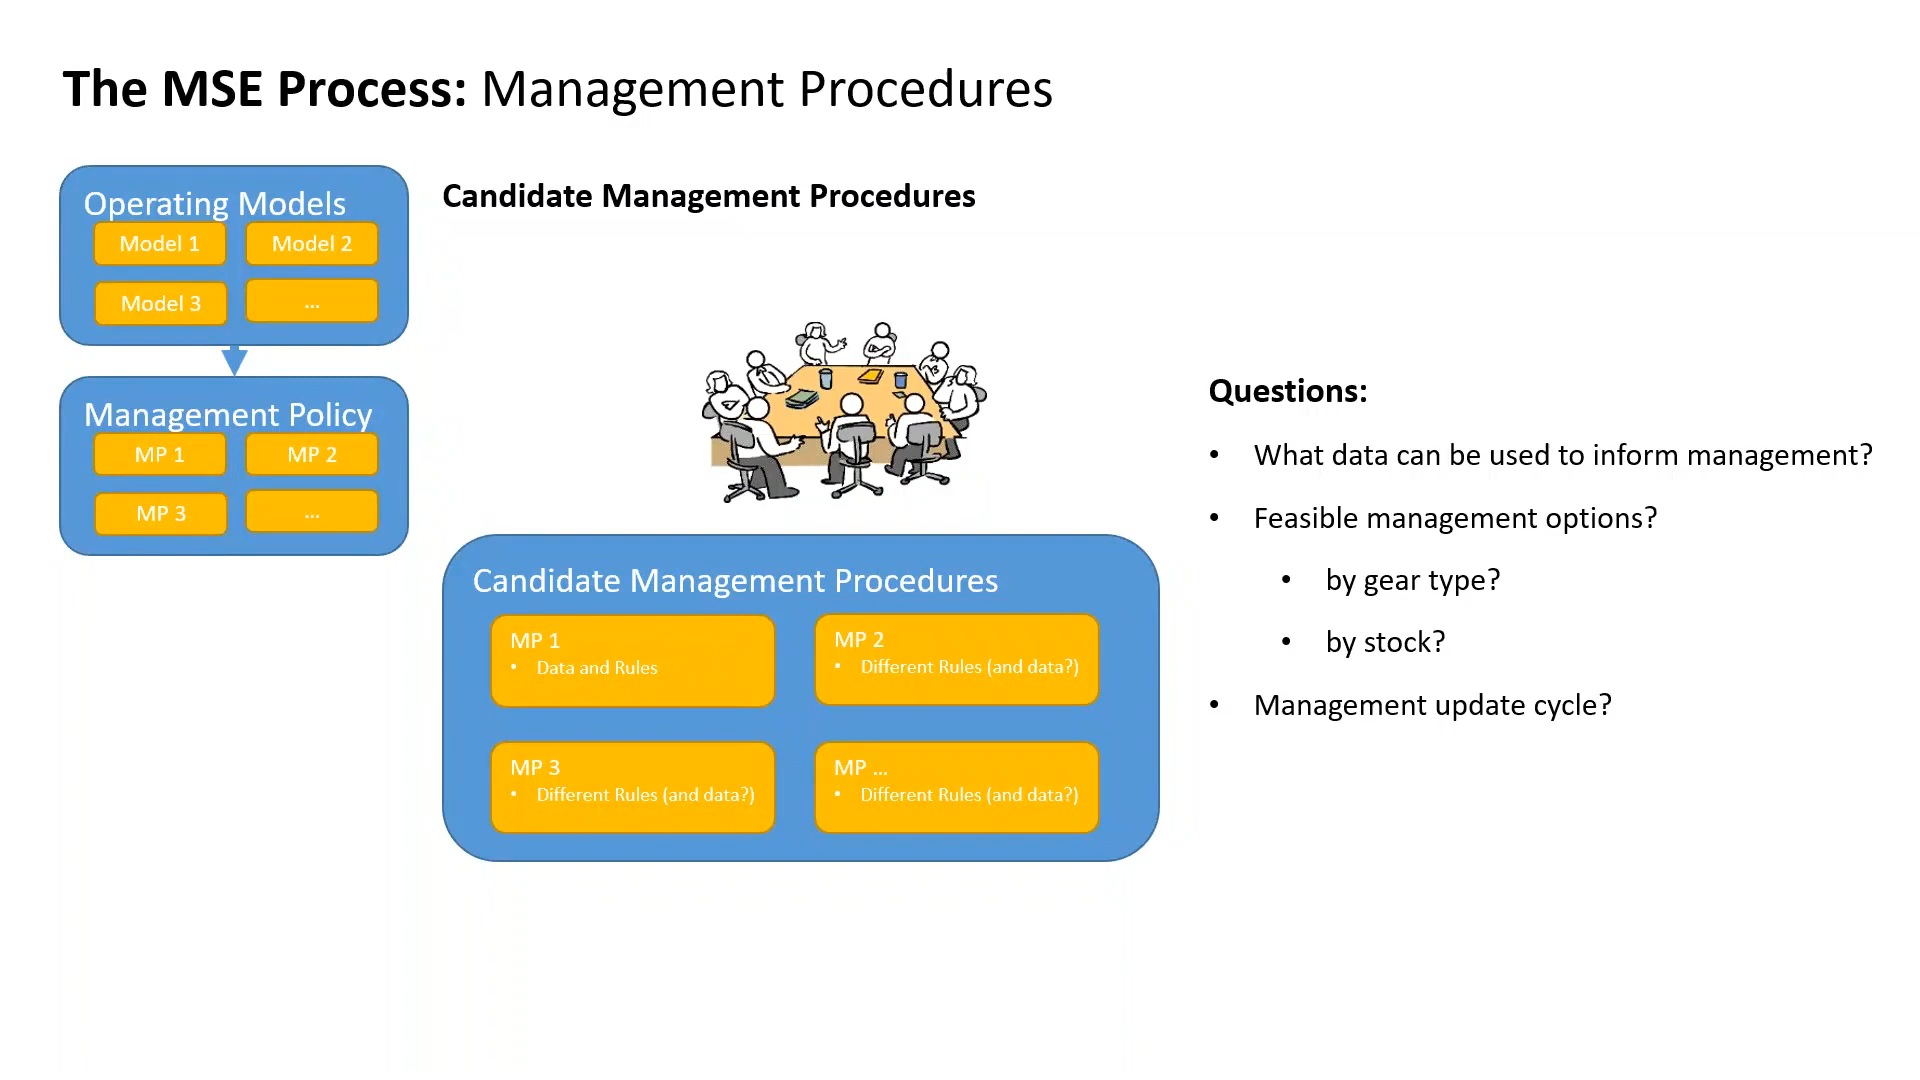 The MSE Process: Management Procedures
Operating Models
Model 1
Model 2
Model 3
...
Management Policy
MP 1
MP 2
MP 3
...
Candidate Management Procedures
Candidate Management Procedures
MP 1
• Data and Rules
MP 2
• Different Rules (and data?)
MP 3
• Different Rules (and data?)
MP ...
• Different Rules (and data?)
Questions:
• What data can be used to inform management?
• Feasible management options?
• by gear type?
• by stock?
• Management update cycle?